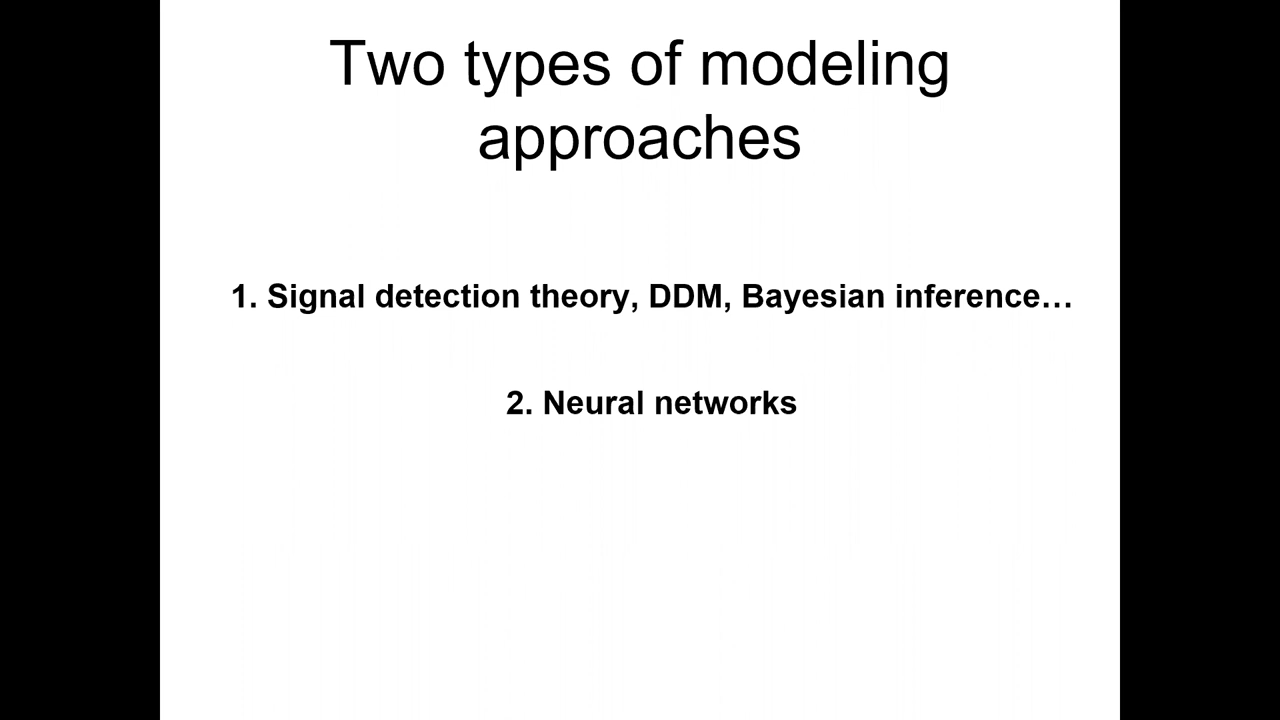 Two types of modeling
approaches
1. Signal detection theory, DDM, Bayesian inference…
2. Neural networks